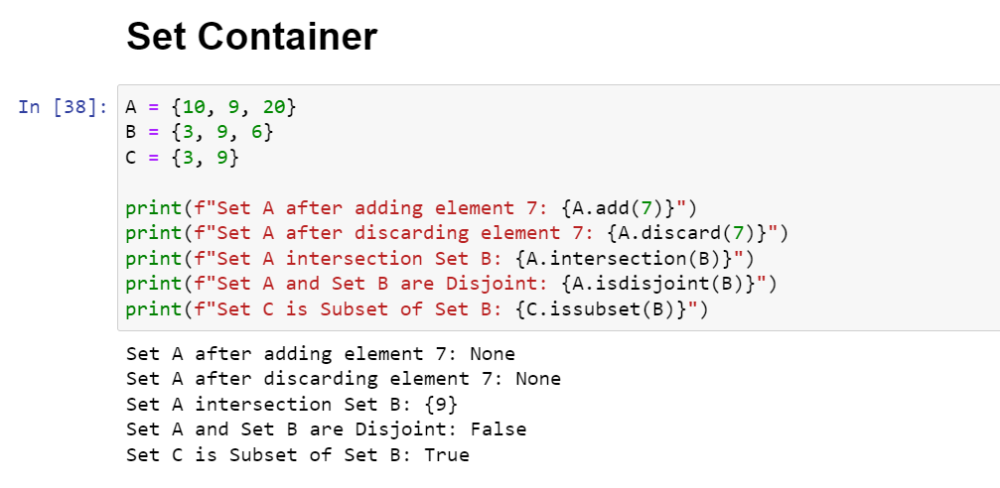 Set Container
In [38]: A = {10, 9, 20}
B = {3, 9, 6}
C = {3, 9}
print(f"Set A after adding element 7: {A.add(7)}")
print(f"Set A after discarding element 7: {A.discard(7)}")
print(f"Set A intersection Set B: {A.intersection(B)}")
print(f"Set A and Set B are Disjoint: {A.isdisjoint(B)}")
print(f"Set C is Subset of Set B: {C.issubset(B)}")
Set A after adding element 7: None
Set A after discarding element 7: None
Set A intersection Set B: {9}
Set A and Set B are Disjoint: False
Set C is Subset of Set B: True